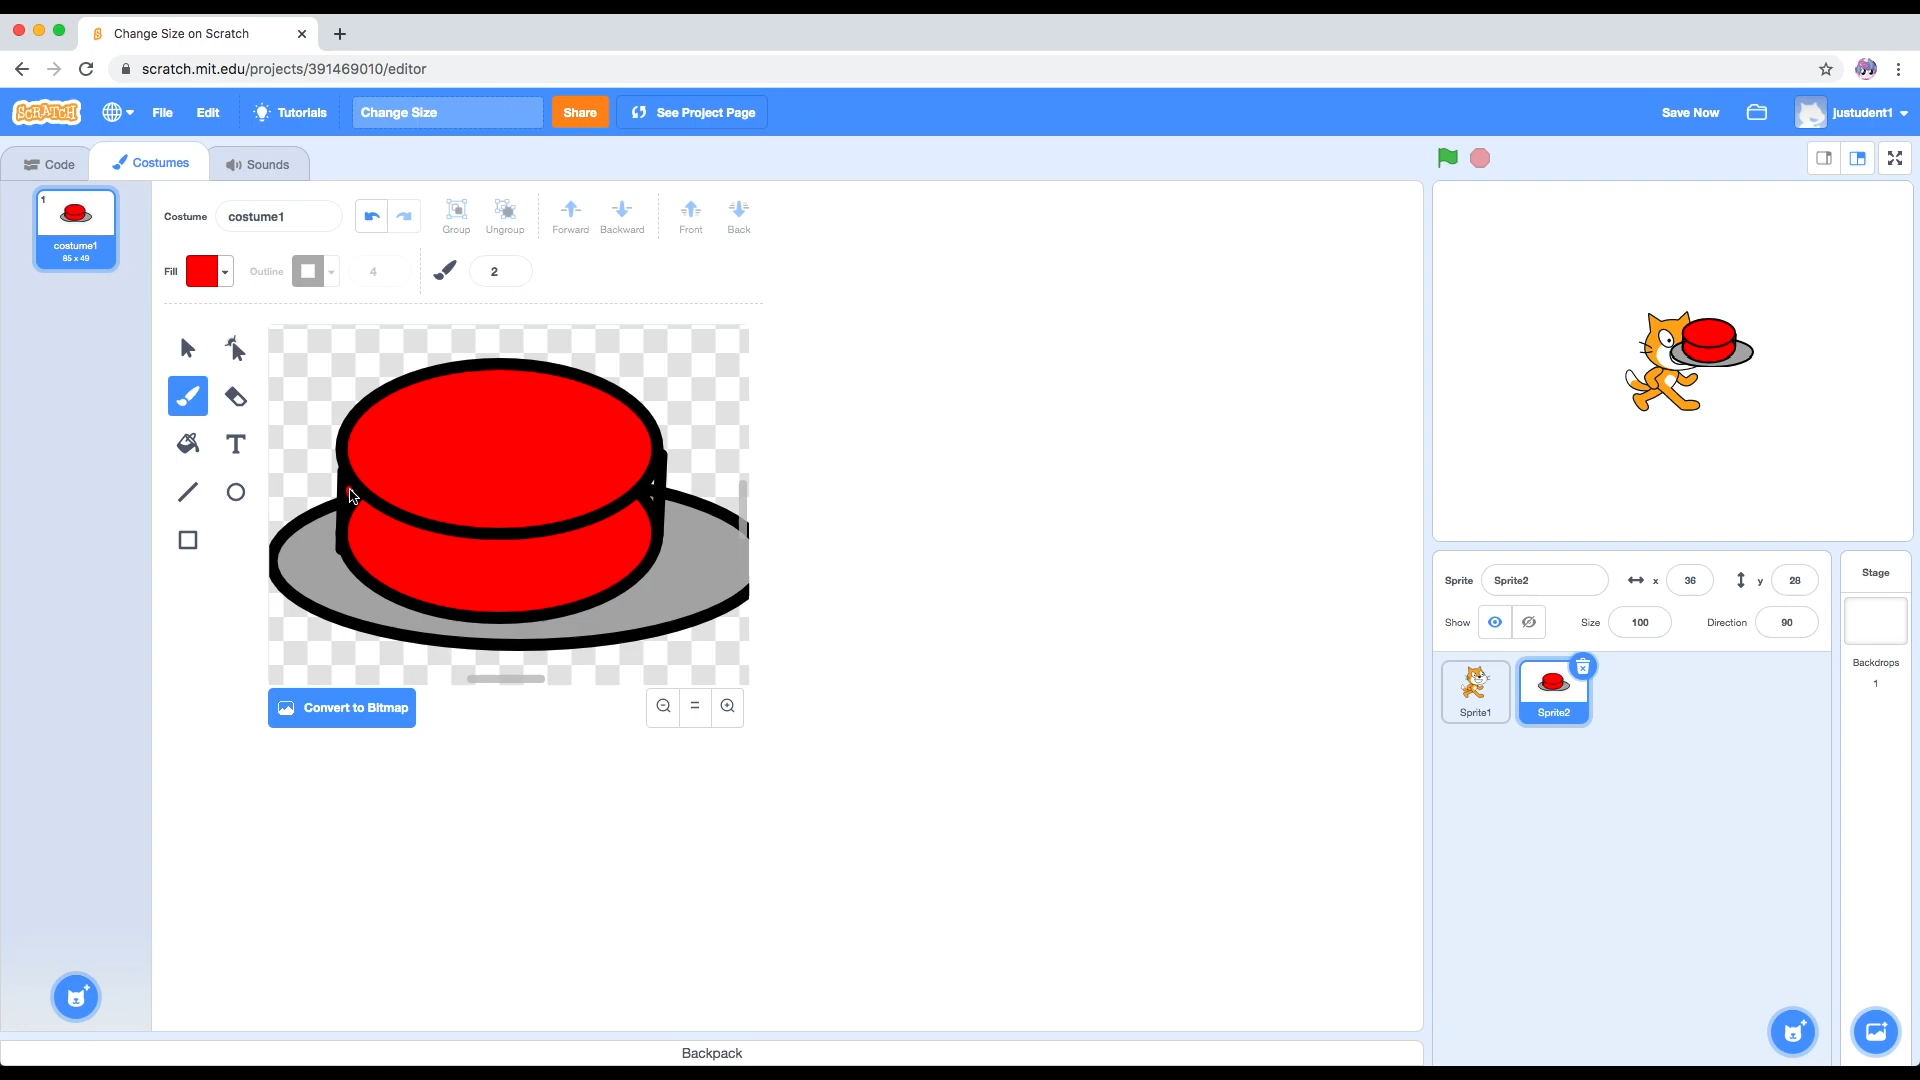 Change Size on Scratch
scratch.mit.edu/projects/391469010/editor
SCRATCH
File
Edit
Tutorials
Change Size
Share
See Project Page
Save Now
justudent1
Code
Costumes
Sounds
1
costume1
85 x 49
Costume
costume1
Group
Ungroup
Forward
Backward
Front
Back
Fill
Outline
4
2
Convert to Bitmap
Sprite
Sprite2
x
36
y
28
Show
Size
100
Direction
90
Sprite1
Sprite2
Stage
Backdrops
1
Backpack